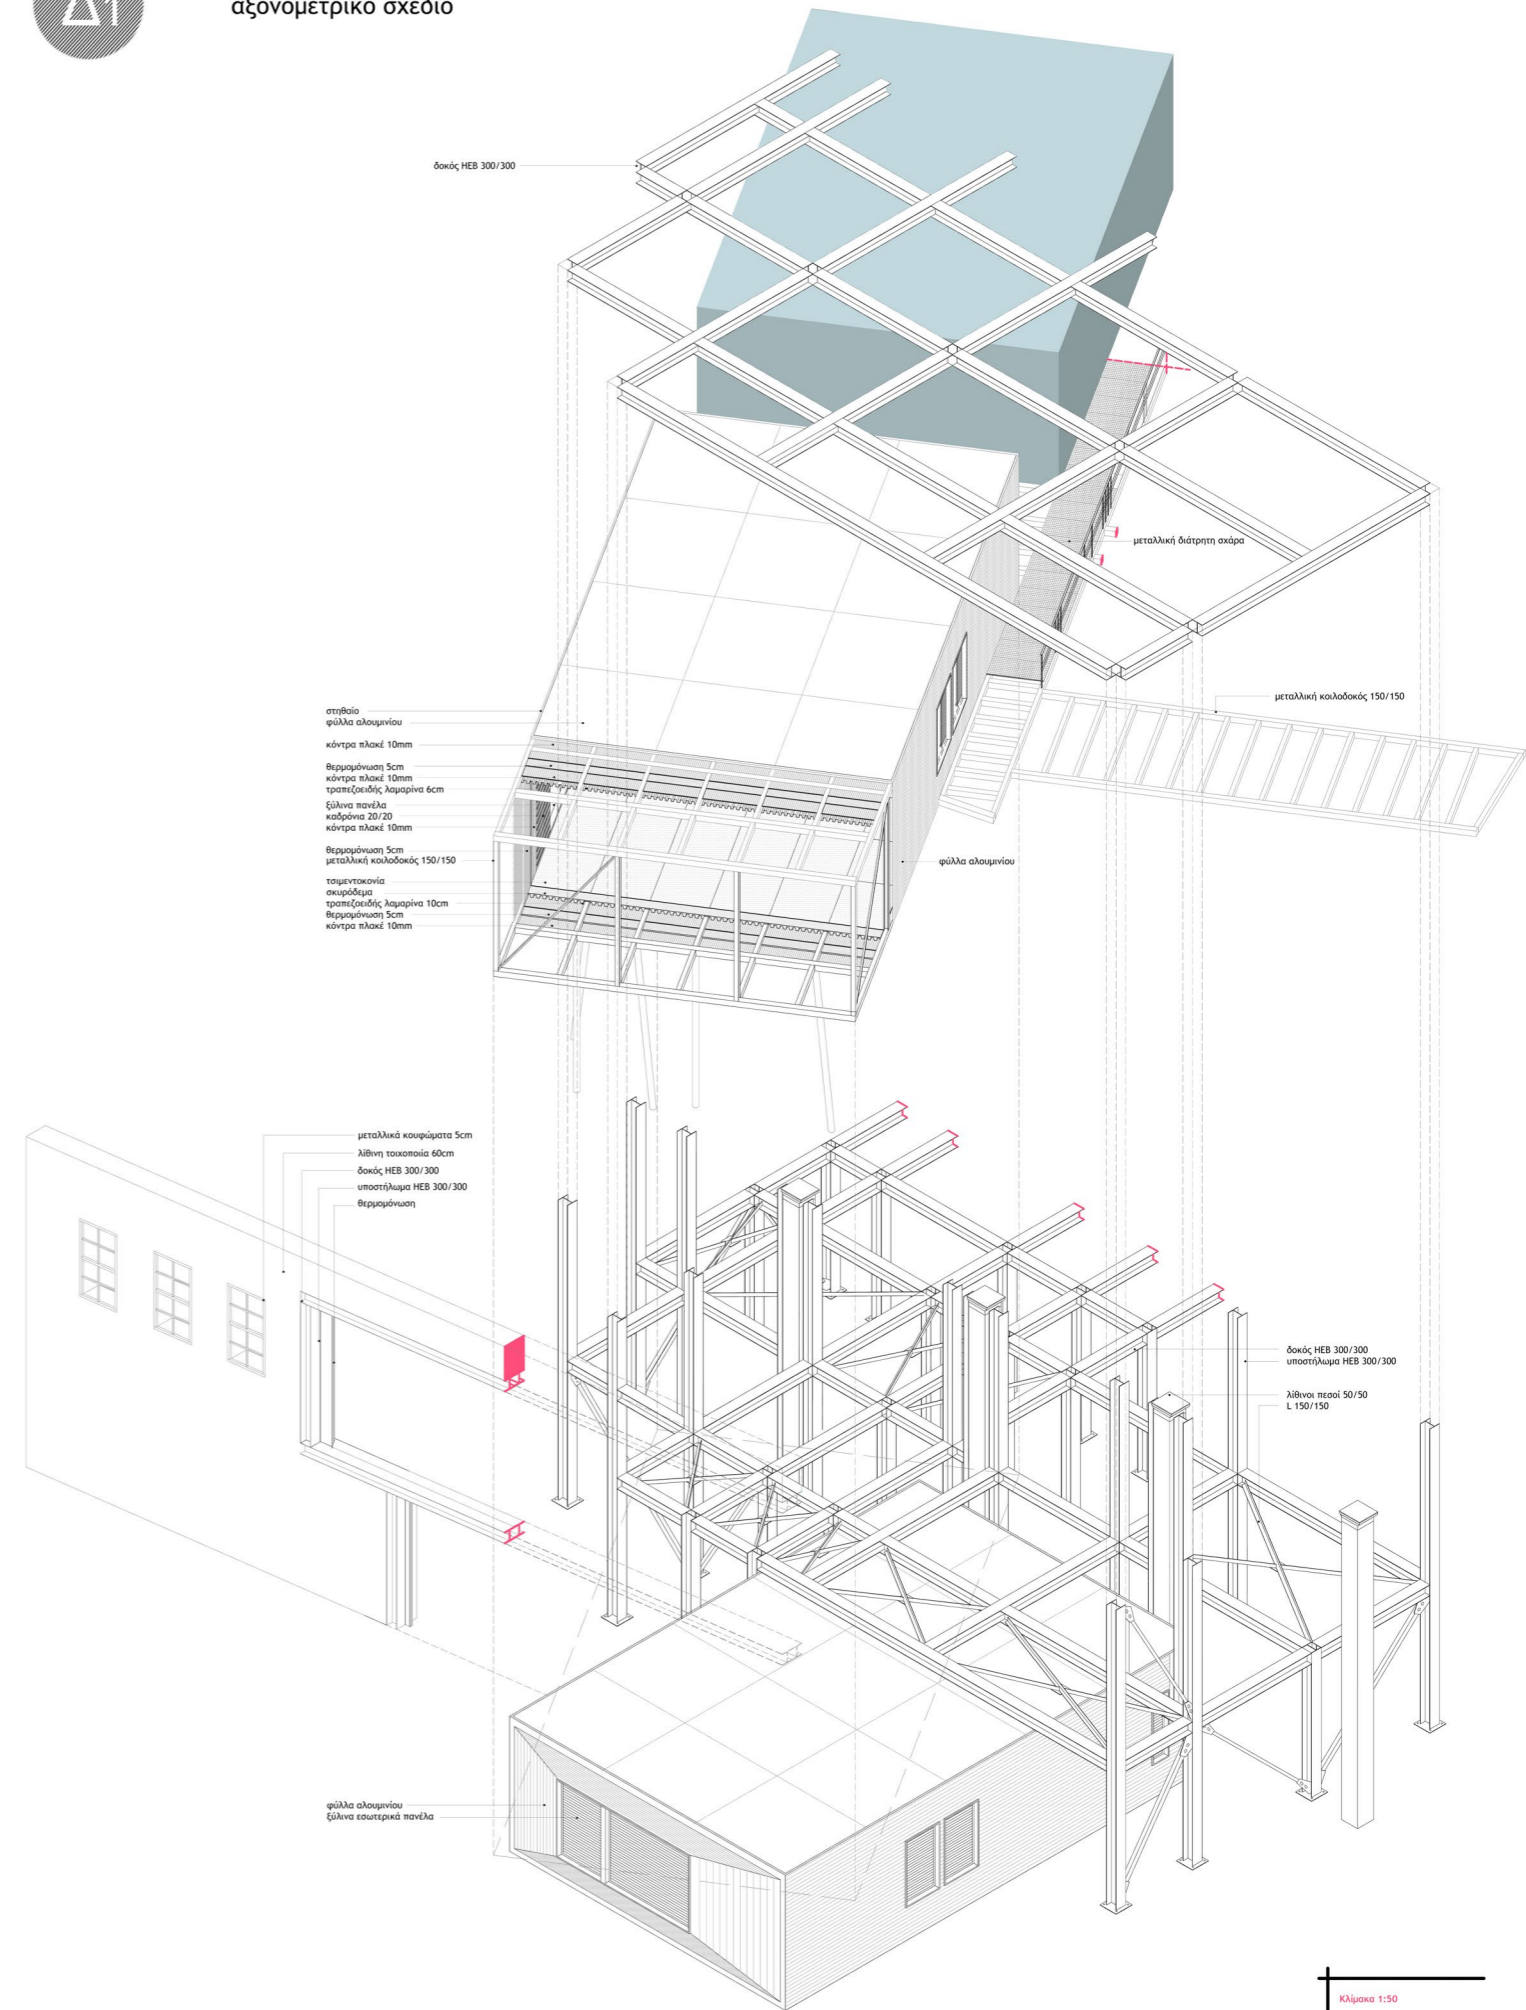 Δ1
αξονομετρικό σχέδιο
δοκός HEB 300/300
μεταλλική διάτρητη σχάρα
μεταλλική κοιλοδοκός 150/150
στηθαίο
φύλλα αλουμινίου
κόντρα πλακέ 10mm
θερμομόνωση 5cm
κόντρα πλακέ 10mm
τραπεζοειδής λαμαρίνα 6cm
ξύλινα πανέλα
καδρόνια 20/20
κόντρα πλακέ 10mm
θερμομόνωση 5cm
μεταλλική κοιλοδοκός 150/150
φύλλα αλουμινίου
τσιμεντοκονία
σκυρόδεμα
τραπεζοειδής λαμαρίνα 10cm
θερμομόνωση 5cm
κόντρα πλακέ 10mm
μεταλλικά κουφώματα 5cm
λίθινη τοιχοποιία 60cm
δοκός HEB 300/300
υποστήλωμα HEB 300/300
θερμομόνωση
δοκός HEB 300/300
υποστήλωμα HEB 300/300
λίθινοι πεσοί 50/50
L 150/150
φύλλα αλουμινίου
ξύλινα εσωτερικά πανέλα
Κλίμακα 1:50